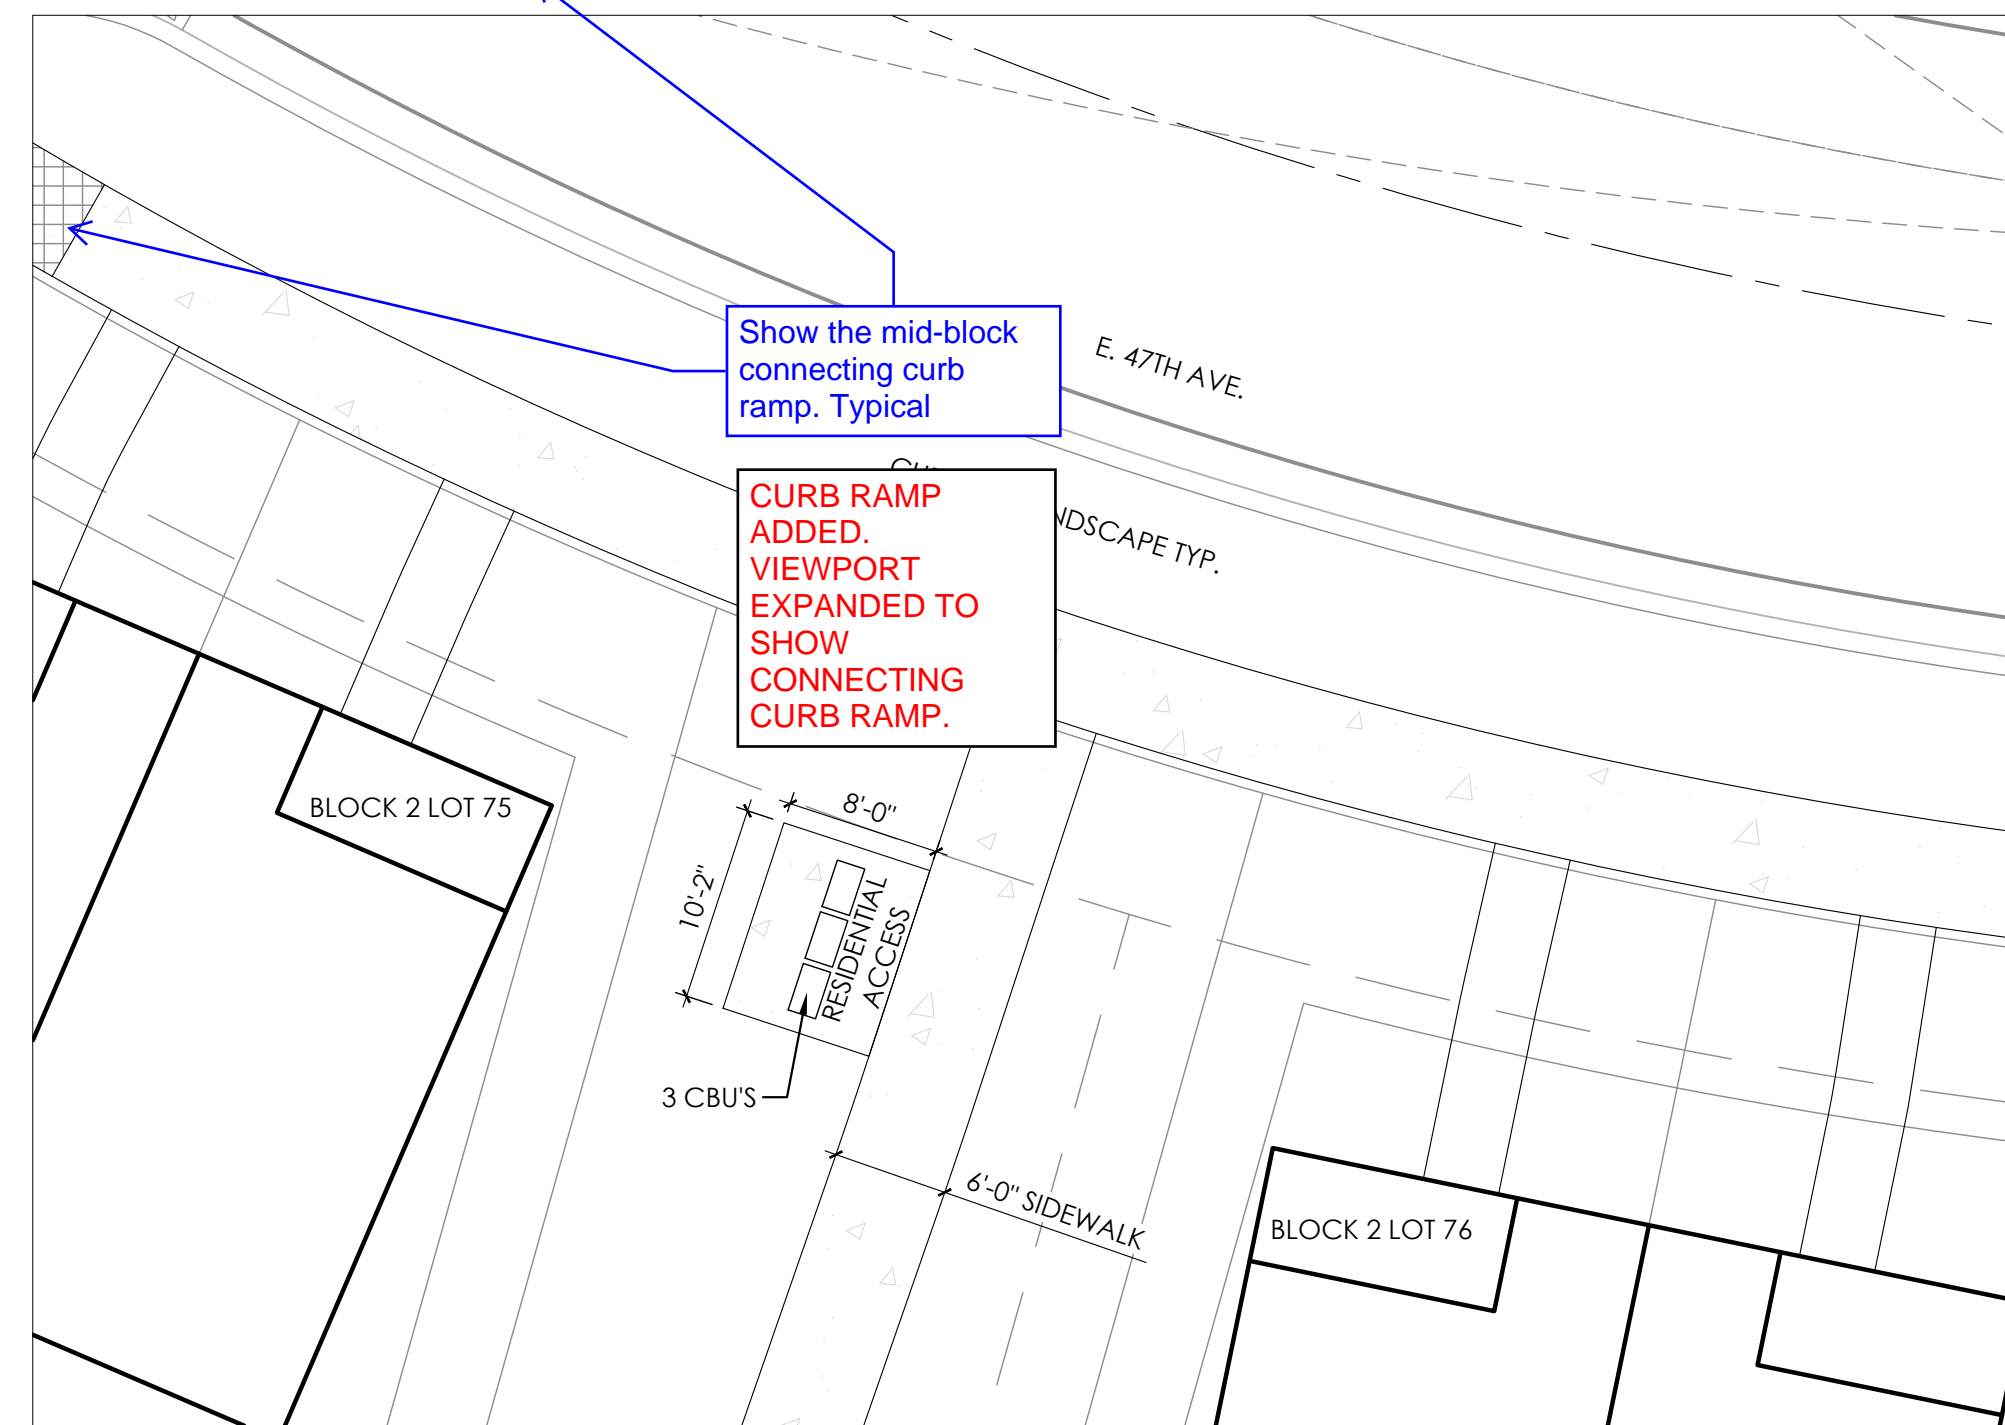 Show the mid-block
connecting curb
ramp. Typical
E. 47TH AVE.
CURB RAMP
ADDED.
VIEWPORT
EXPANDED TO
SHOW
CONNECTING
CURB RAMP.
TYP.
BLOCK 2 LOT 75
8'-0"
10'-2"
RESIDENTIAL
ACCESS
3 CBU'S
6'-0" SIDEWALK
BLOCK 2 LOT 76